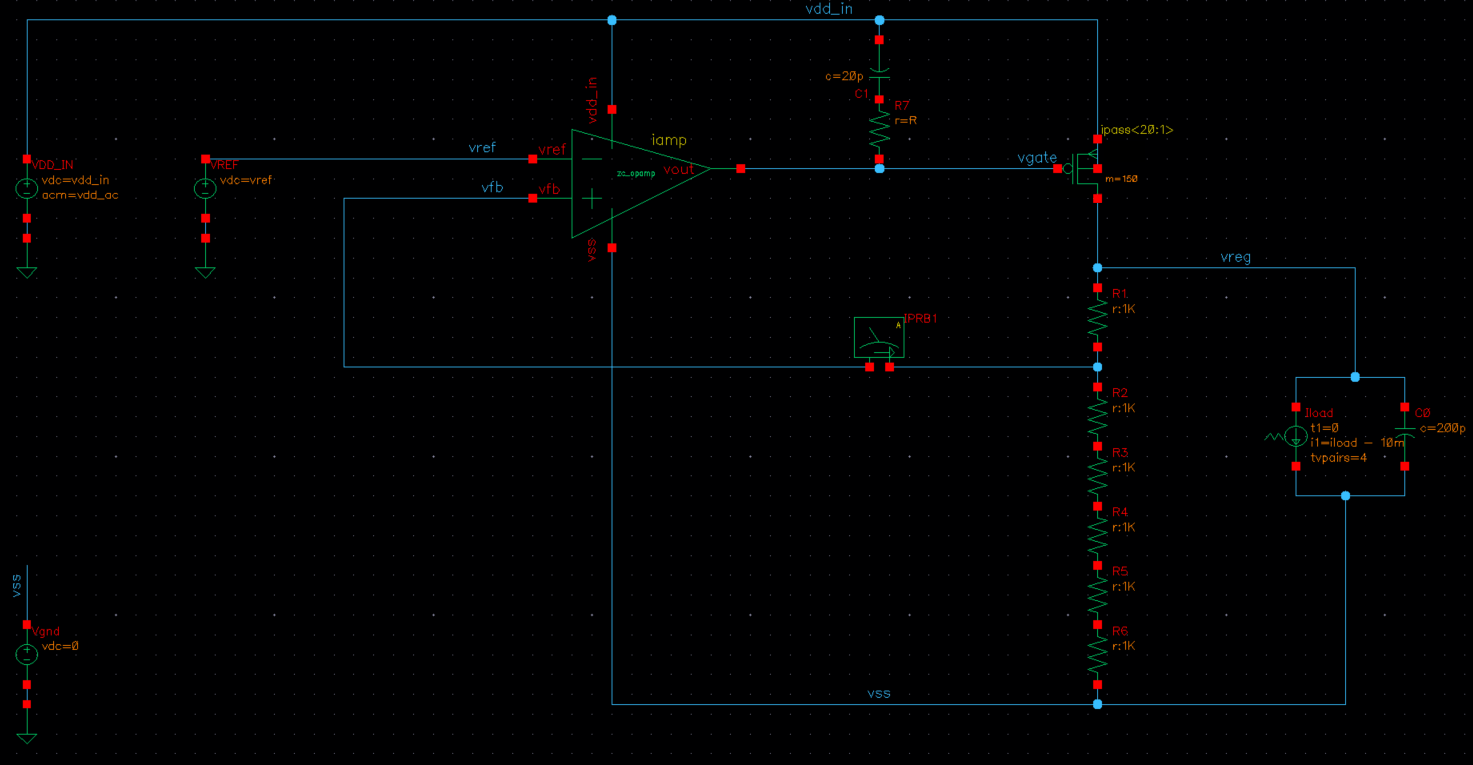 vdd_in
c=20p
C1
R7
r=R
vdd_in
iamp
ipass<20:1>
VDD_IN
vdc=vdd_in
acm=vdd_ac
VREF
vdc=vref
vref
vref
vfb
vfb
zc_opamp
vout
vgate
m=150
vss
vreg
R1
r:1K
IPRB1
A
R2
r:1K
R3
r:1K
R4
r:1K
R5
r:1K
R6
r:1K
Iload
t1=0
i1=iload - 10m
tvpairs=4
C0
c=200p
vss
Vgnd
vdc=0
vss